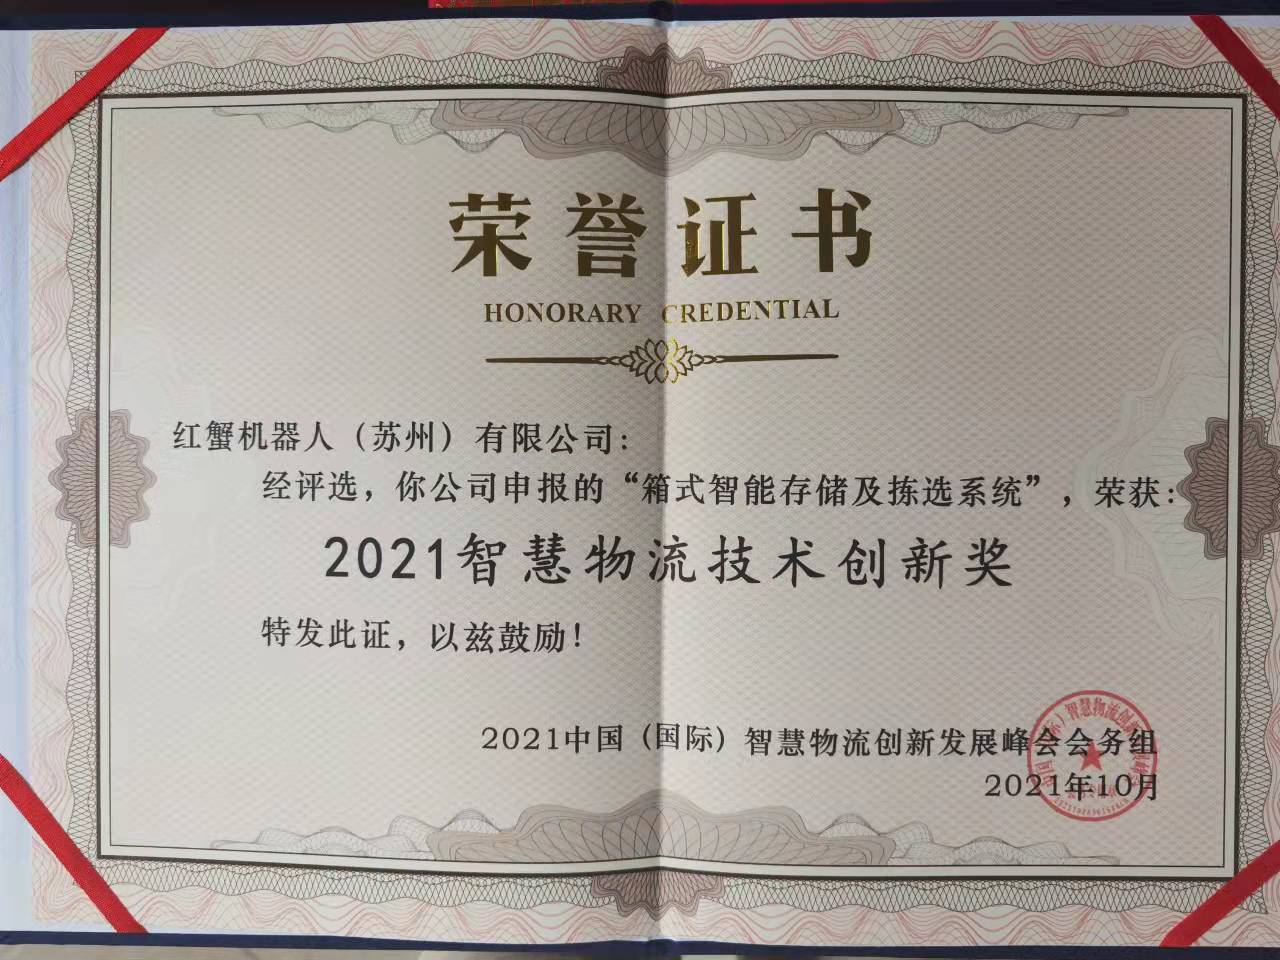 荣誉证书
HONORARY CREDENTIAL
红蟹机器人（苏州）有限公司：
经评选，你公司申报的“箱式智能存储及拣选系统”，荣获：
2021智慧物流技术创新奖
特发此证，以兹鼓励！
2021中国（国际）智慧物流创新发展峰会会务组
2021年10月